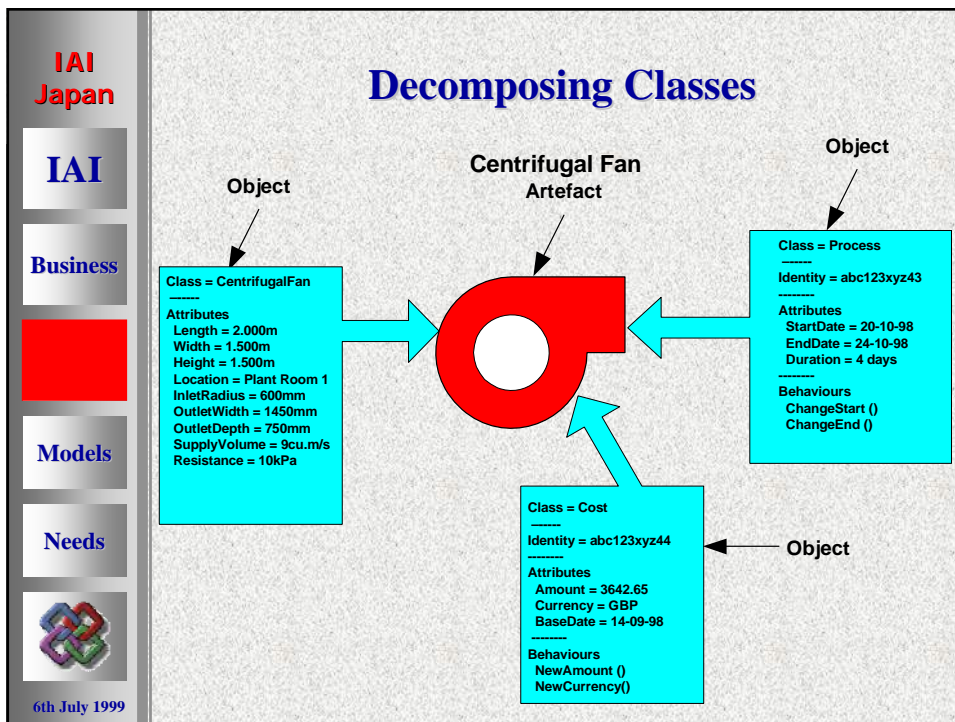 IAI
Japan
IAI
Business
Models
Needs
6th July 1999
Decomposing Classes
Object
Centrifugal Fan
Artefact
Object
Class = CentrifugalFan
------
Attributes
Length = 2.000m
Width = 1.500m
Height = 1.500m
Location = Plant Room 1
InletRadius = 600mm
OutletWidth = 1450mm
OutletDepth = 750mm
SupplyVolume = 9cu.m/s
Resistance = 10kPa
Class = Process
------
Identity = abc123xyz43
--------
Attributes
StartDate = 20-10-98
EndDate = 24-10-98
Duration = 4 days
--------
Behaviours
ChangeStart ()
ChangeEnd ()
Class = Cost
------
Identity = abc123xyz44
--------
Attributes
Amount = 3642.65
Currency = GBP
BaseDate = 14-09-98
--------
Behaviours
NewAmount ()
NewCurrency()
Object